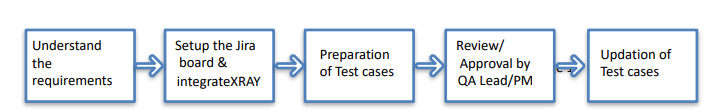 Understand
the
requirements
Setup the Jira
board &
integrateXRAY
Preparation
of Test cases
Review/
Approval by
QA Lead/PM
Updation of
Test cases